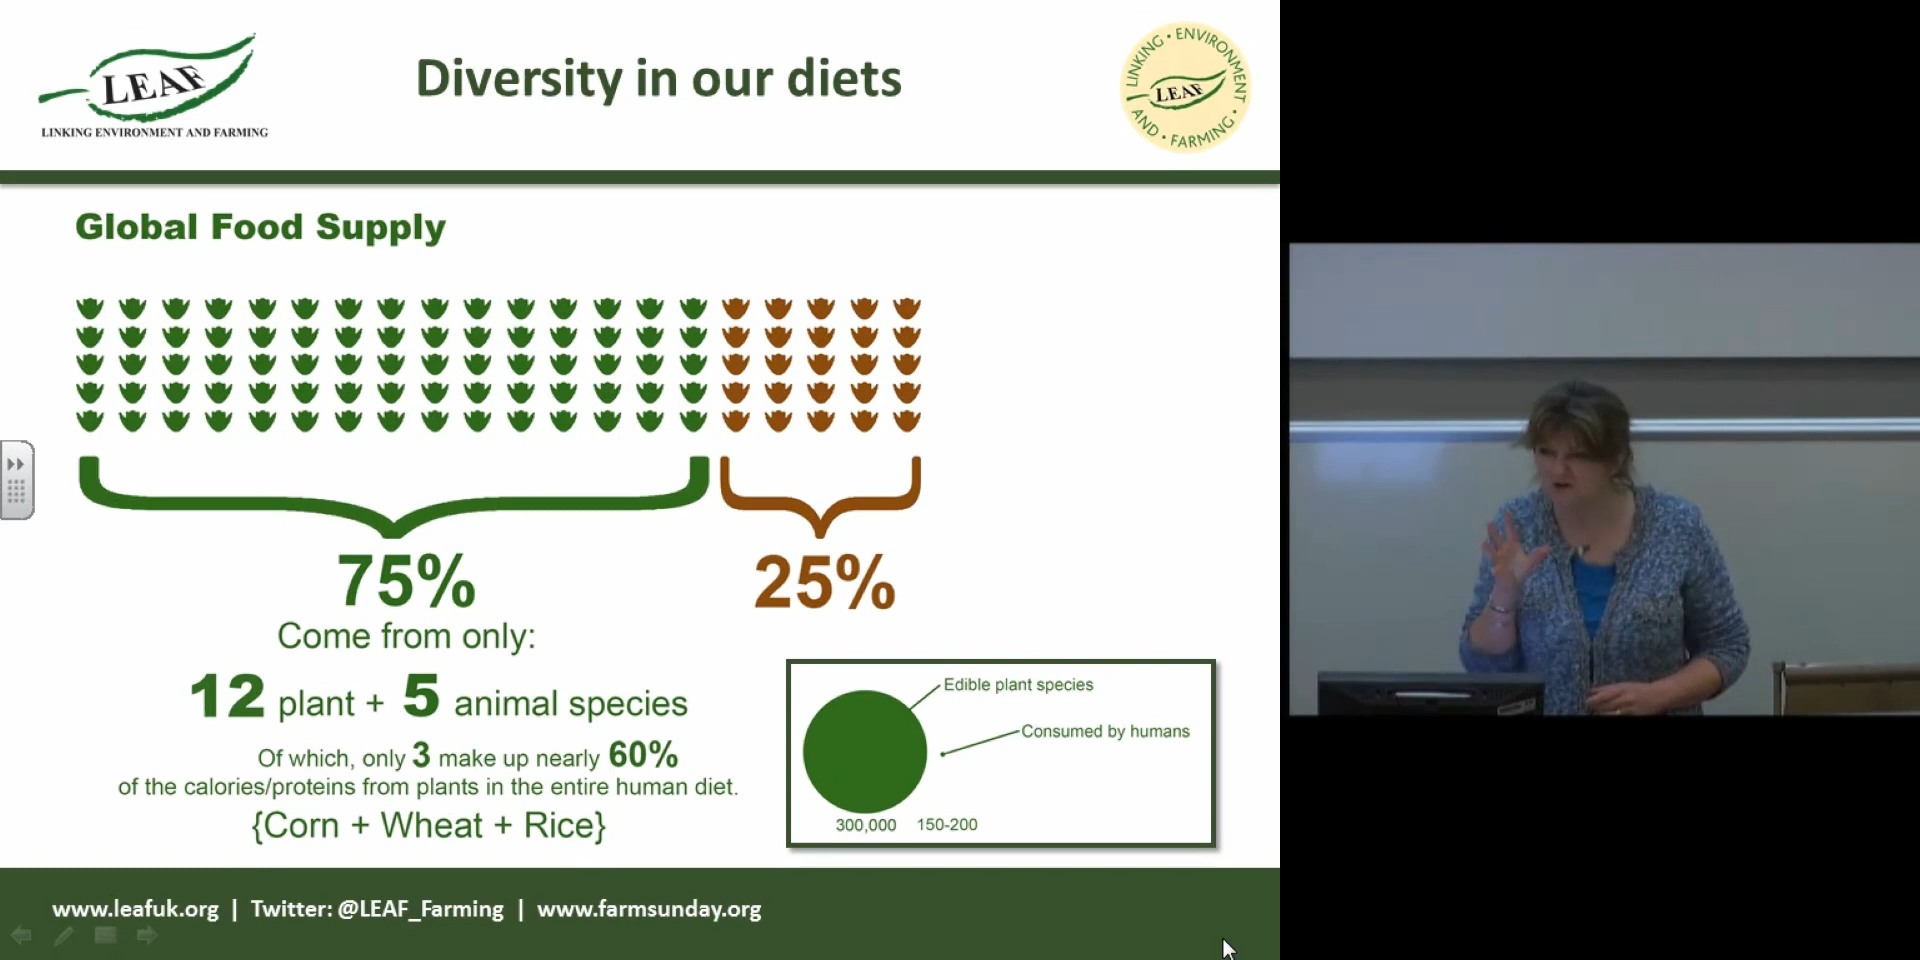 LEAF
LINKING ENVIRONMENT AND FARMING
Diversity in our diets
LINKING • ENVIRONMENT • AND • FARMING •
LEAF
Global Food Supply
75%
25%
Come from only:
12 plant + 5 animal species
Of which, only 3 make up nearly 60%
of the calories/proteins from plants in the entire human diet.
{Corn + Wheat + Rice}
Edible plant species
Consumed by humans
300,000 150-200
www.leafuk.org | Twitter: @LEAF_Farming | www.farmsunday.org